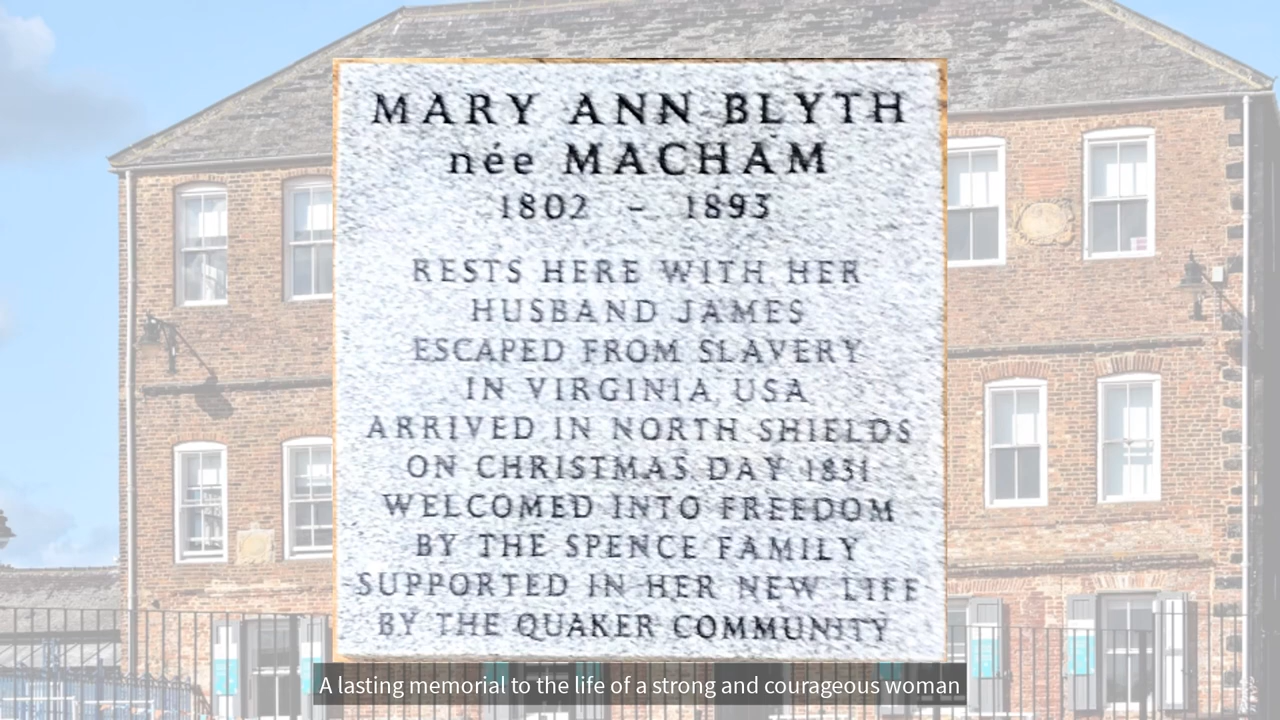 MARY ANN BLYTH
née MACHAM
1802 - 1893
RESTS HERE WITH HER
HUSBAND JAMES
ESCAPED FROM SLAVERY
IN VIRGINIA, USA
ARRIVED IN NORTH SHIELDS
ON CHRISTMAS DAY 1831
WELCOMED INTO FREEDOM
BY THE SPENCE FAMILY
SUPPORTED IN HER NEW LIFE
BY THE QUAKER COMMUNITY
A lasting memorial to the life of a strong and courageous woman